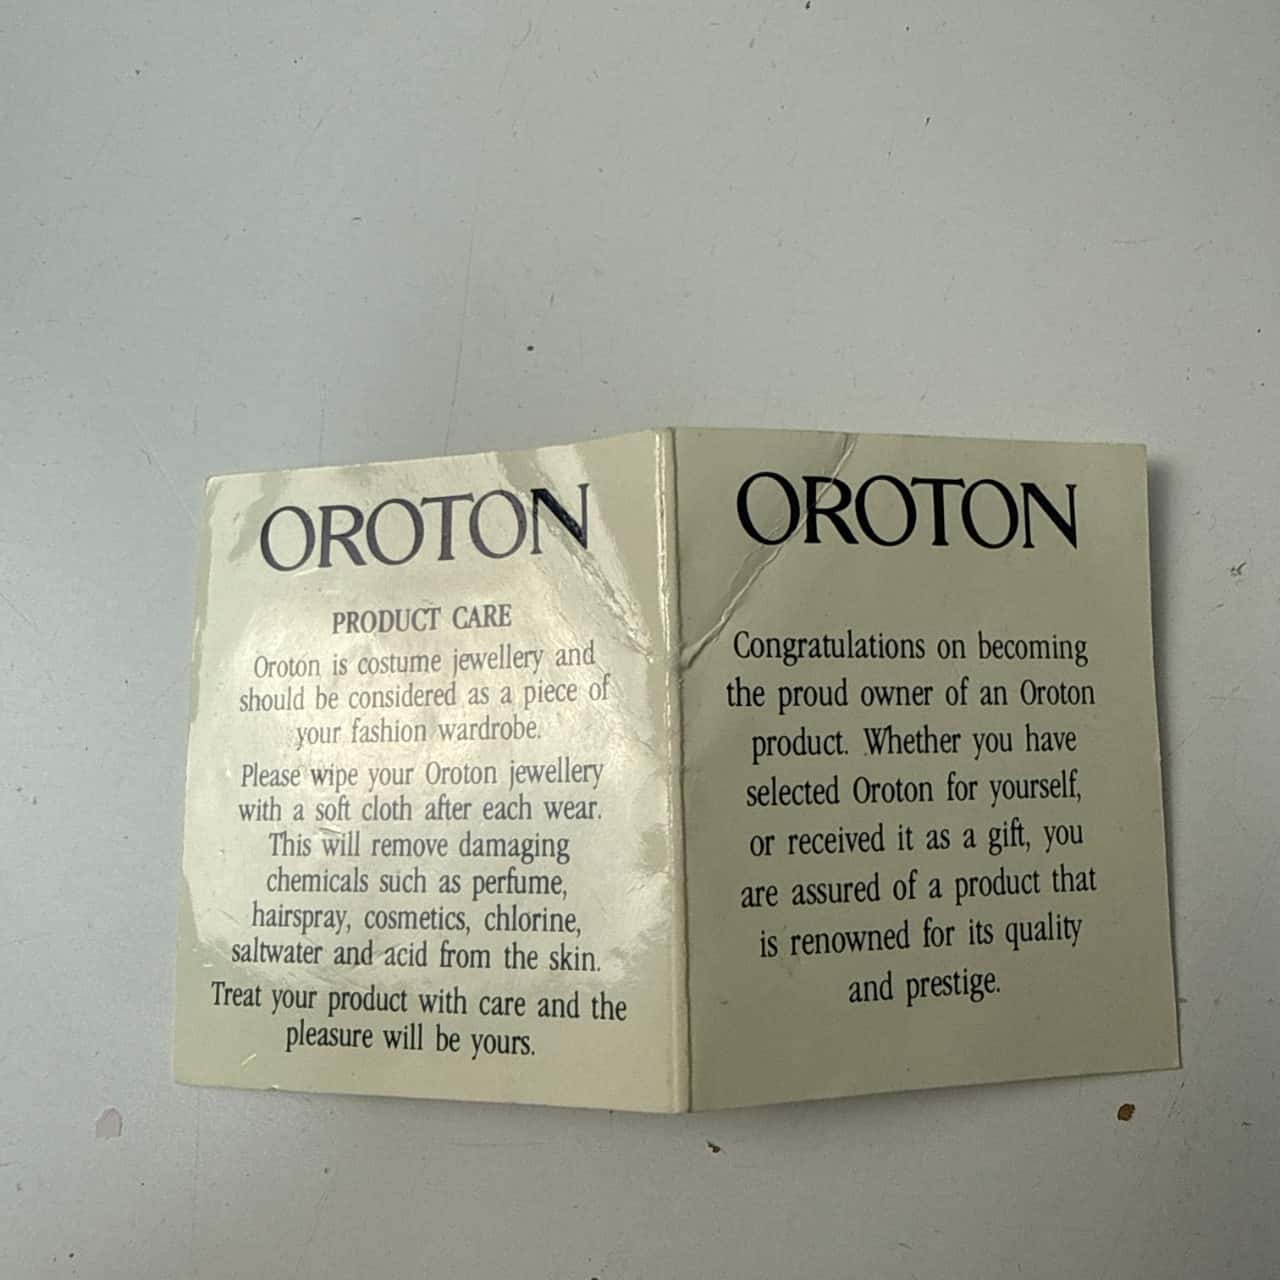 OROTON
PRODUCT CARE
Oroton is costume jewellery and
should be considered as a piece of
your fashion wardrobe.
Please wipe your Oroton jewellery
with a soft cloth after each wear.
This will remove damaging
chemicals such as perfume,
hairspray, cosmetics, chlorine,
saltwater and acid from the skin.
Treat your product with care and the
pleasure will be yours.
OROTON
Congratulations on becoming
the proud owner of an Oroton
product. Whether you have
selected Oroton for yourself,
or received it as a gift, you
are assured of a product that
is renowned for its quality
and prestige.